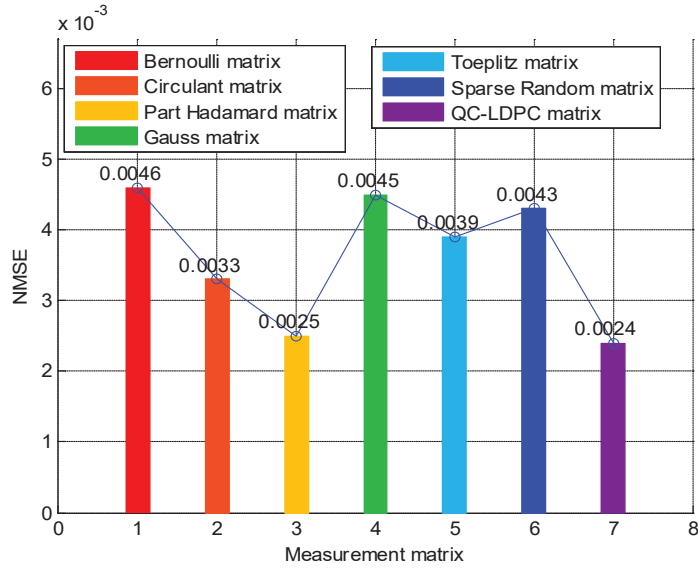 x 10^-3
Bernoulli matrix
Circulant matrix
Part Hadamard matrix
Gauss matrix
Toeplitz matrix
Sparse Random matrix
QC-LDPC matrix
6
5
4
3
2
1
0
NMSE
0.0046
0.0033
0.0025
0.0045
0.0039
0.0043
0.0024
0 1 2 3 4 5 6 7 8
Measurement matrix